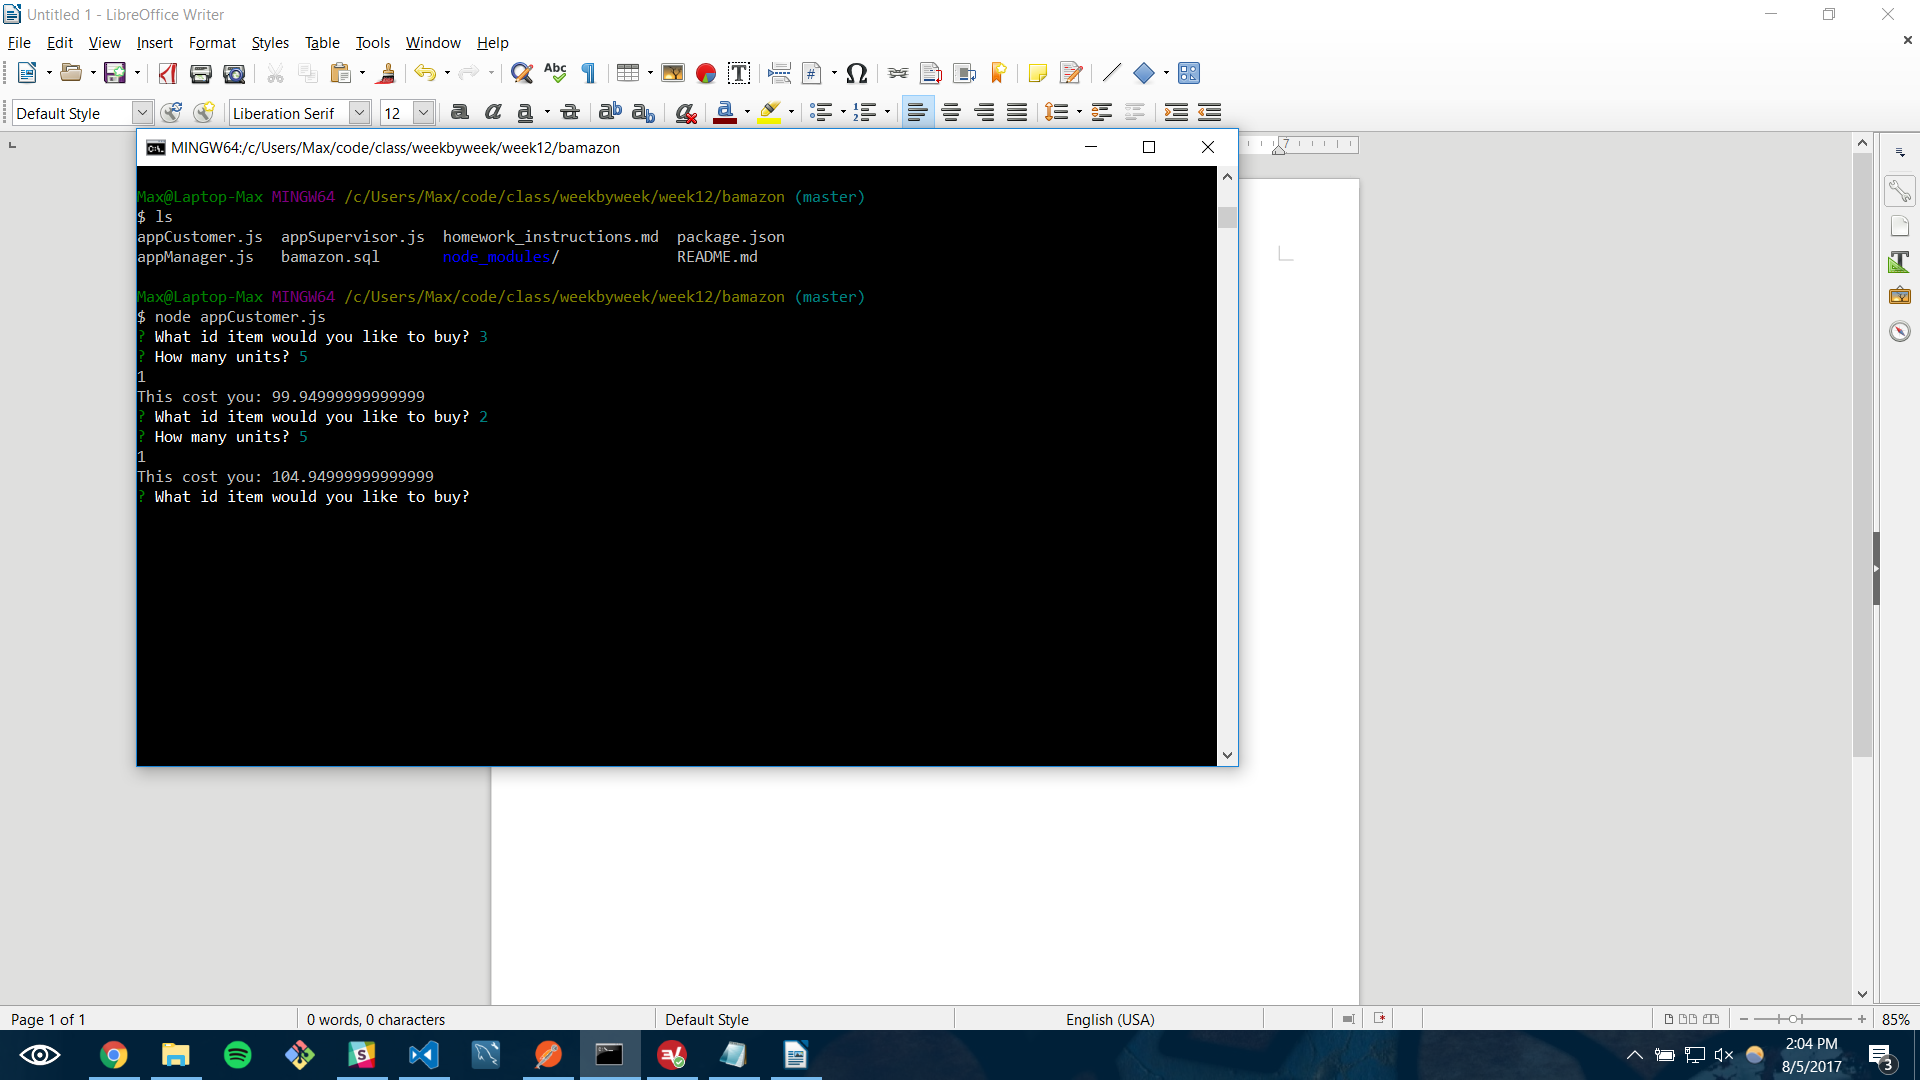 Untitled 1 - LibreOffice Writer
File Edit View Insert Format Styles Table Tools Window Help
Default Style Liberation Serif 12
7
MINGW64:/c/Users/Max/code/class/weekbyweek/week12/bamazon
Max@Laptop-Max MINGW64 /c/Users/Max/code/class/weekbyweek/week12/bamazon (master)
$ ls
appCustomer.js appSupervisor.js homework_instructions.md package.json
appManager.js bamazon.sql node_modules/ README.md
Max@Laptop-Max MINGW64 /c/Users/Max/code/class/weekbyweek/week12/bamazon (master)
$ node appCustomer.js
? What id item would you like to buy? 3
? How many units? 5
1
This cost you: 99.94999999999999
? What id item would you like to buy? 2
? How many units? 5
1
This cost you: 104.94999999999999
? What id item would you like to buy?
Page 1 of 1 0 words, 0 characters Default Style English (USA) 85%
2:04 PM
8/5/2017
3